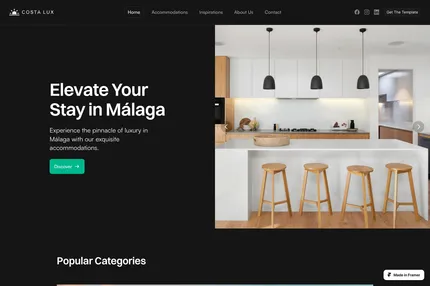 COSTA LUX
Home
Accommodations
Inspirations
About Us
Contact
Get The Template
Elevate Your
Stay in Málaga
Experience the pinnacle of luxury in
Málaga with our exquisite
accommodations.
Discover →
Popular Categories
Made in Framer